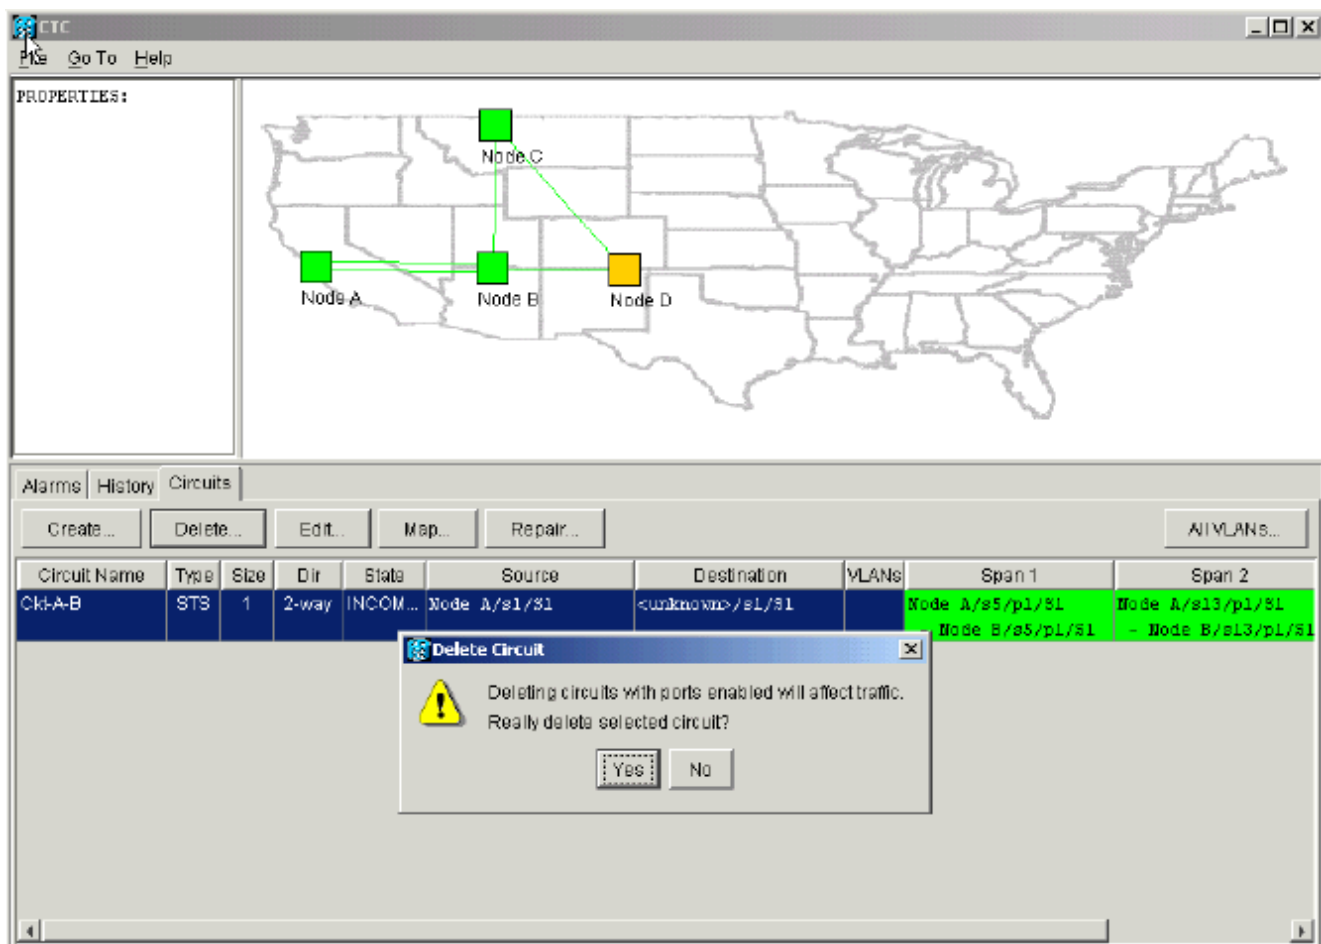 CTC
File Go To Help
PROPERTIES:
Node C
Node A
Node B
Node D
Alarms History Circuits
Create... Delete... Edit... Map... Repair... All VLANs...
Circuit Name Type Size Dir State Source Destination VLANs Span 1 Span 2
Ckt-A-B STS 1 2-way INCOM... Node A/s1/S1 <unknown>/s1/S1 Node A/s5/p1/S1 Node A/s13/p1/S1
- Node B/s5/p1/S1 - Node B/s13/p1/S1
Delete Circuit
Deleting circuits with ports enabled will affect traffic.
Really delete selected circuit?
Yes No